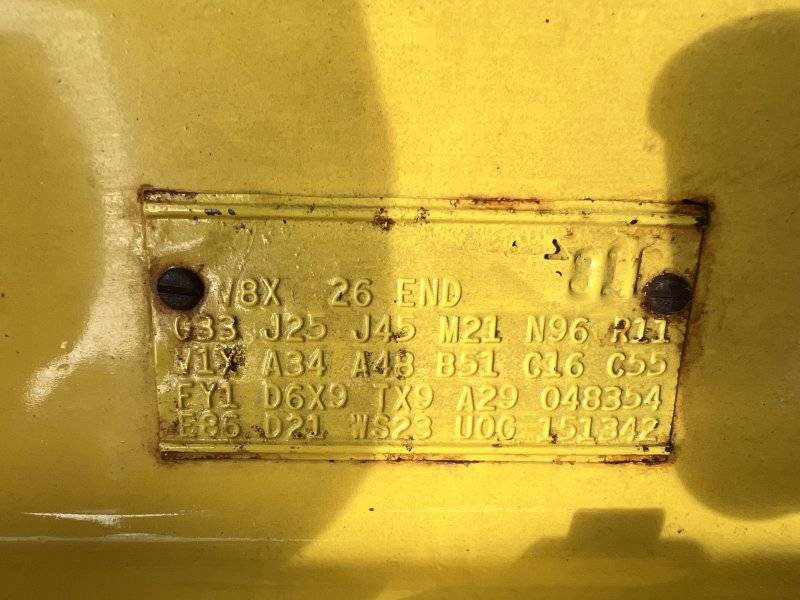 V8X 26 END
G33 J25 J45 M21 N96 R11
V1X A34 A48 B51 C16 C55
FY1 D6X9 TX9 A29 048354
E86 D21 WS23 U0G 151342